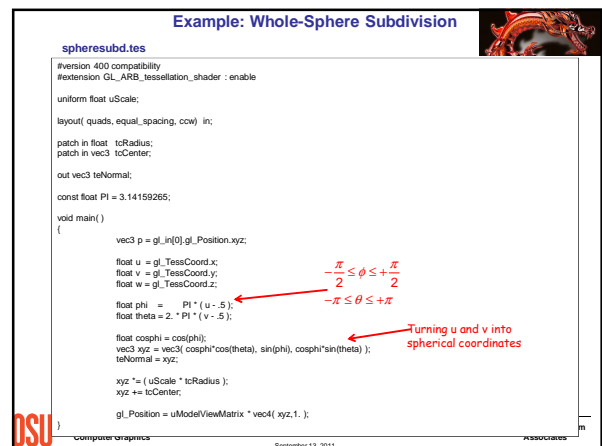 Example: Whole-Sphere Subdivision
spheresubd.tes
#version 400 compatibility
#extension GL_ARB_tessellation_shader : enable
uniform float uScale;
layout( quads, equal_spacing, ccw) in;
patch in float tcRadius;
patch in vec3 tcCenter;
out vec3 teNormal;
const float PI = 3.14159265;
void main( )
{
vec3 p = gl_in[0].gl_Position.xyz;
float u = gl_TessCoord.x;
float v = gl_TessCoord.y;
float w = gl_TessCoord.z;
-π/2 ≤ ϕ ≤ +π/2
float phi = PI * ( u - .5 );
-π ≤ θ ≤ +π
float theta = 2. * PI * ( v - .5 );
float cosphi = cos(phi);
Turning u and v into
vec3 xyz = vec3( cosphi*cos(theta), sin(phi), cosphi*sin(theta) );
spherical coordinates
teNormal = xyz;
xyz *= ( uScale * tcRadius );
xyz += tcCenter;
gl_Position = uModelViewMatrix * vec4( xyz,1. );
}
OSU
Computer Graphics
Associates
September 13, 2011